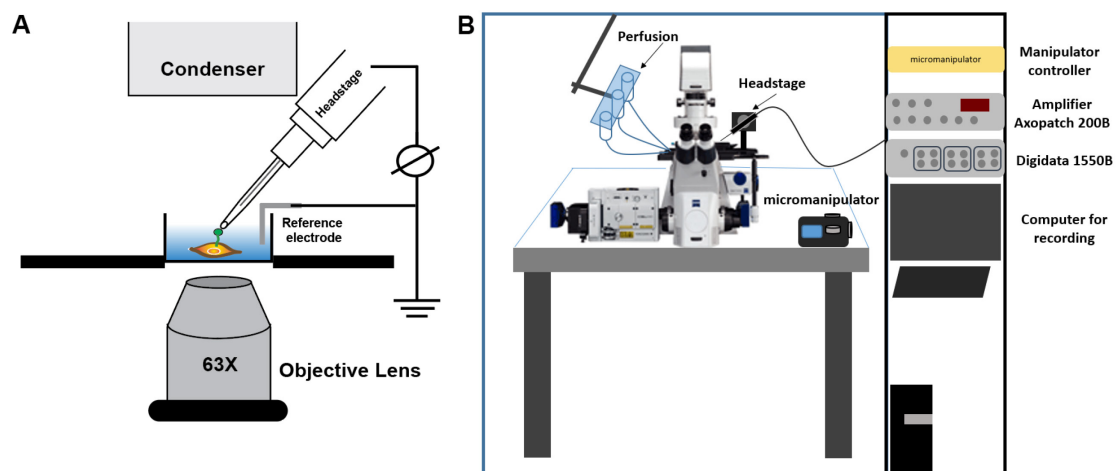 A
Condenser
Headstage
Reference
electrode
63X
Objective Lens
B
Perfusion
Headstage
micromanipulator
micromanipulator
Manipulator
controller
Amplifier
Axopatch 200B
Digidata 1550B
Computer for
recording